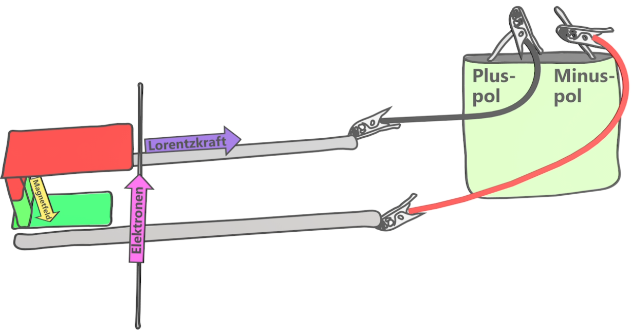 Plus-
pol
Minus-
pol
Lorentzkraft
Magnetfeld
Elektronen